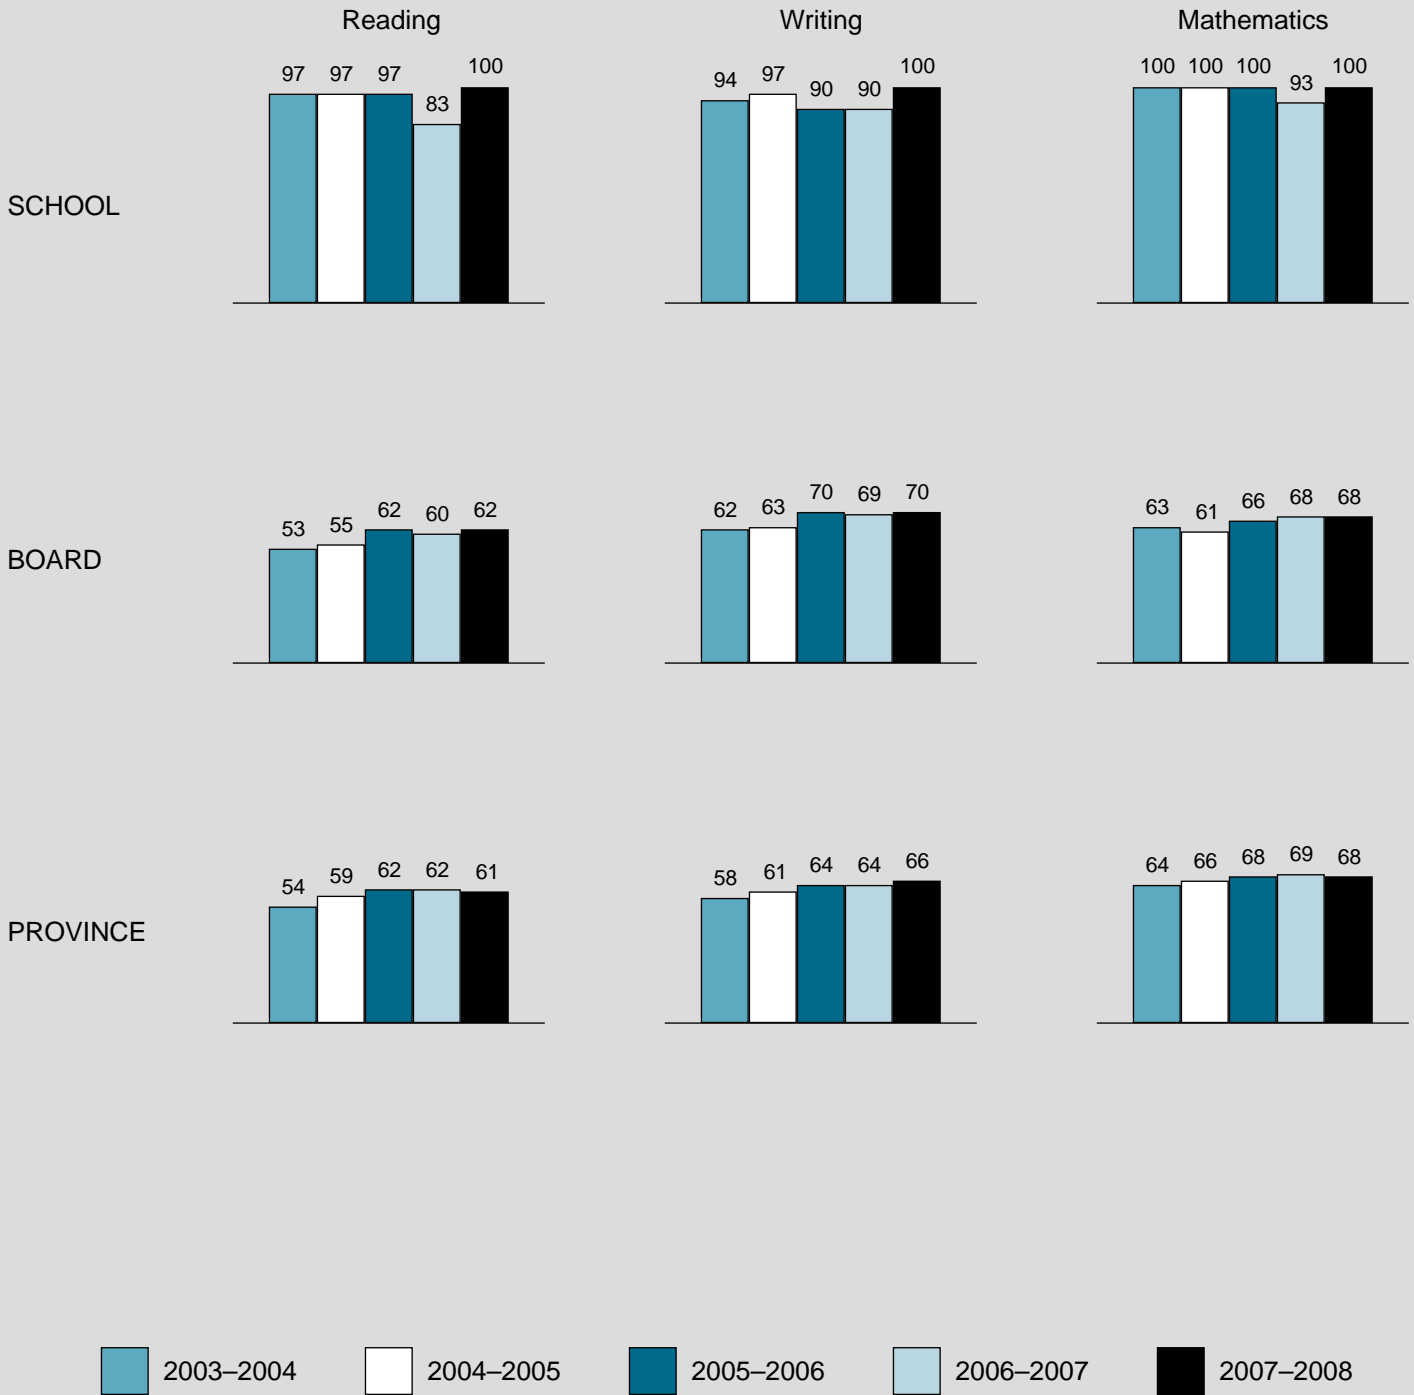 Reading Writing Mathematics
97 97 97 83 100
94 97 90 90 100
100 100 100 93 100
SCHOOL
53 55 62 60 62
62 63 70 69 70
63 61 66 68 68
BOARD
54 59 62 62 61
58 61 64 64 66
64 66 68 69 68
PROVINCE
2003–2004 2004–2005 2005–2006 2006–2007 2007–2008